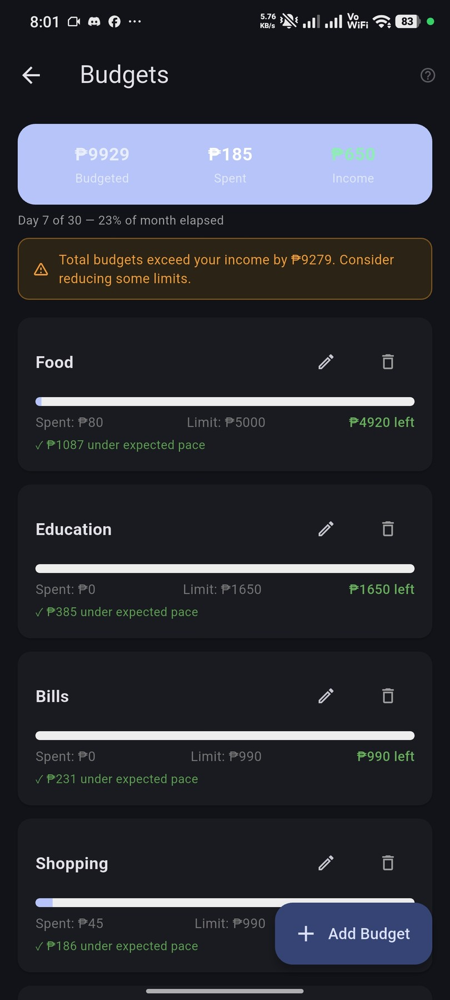 8:01
5.76
KB/s
Vo
WiFi
83
Budgets
₱9929 ₱185 ₱650
Budgeted Spent Income
Day 7 of 30 — 23% of month elapsed
Total budgets exceed your income by ₱9279. Consider
reducing some limits.
Food
Spent: ₱80 Limit: ₱5000 ₱4920 left
✓ ₱1087 under expected pace
Education
Spent: ₱0 Limit: ₱1650 ₱1650 left
✓ ₱385 under expected pace
Bills
Spent: ₱0 Limit: ₱990 ₱990 left
✓ ₱231 under expected pace
Shopping
Spent: ₱45 Limit: ₱990
✓ ₱186 under expected pace
Add Budget